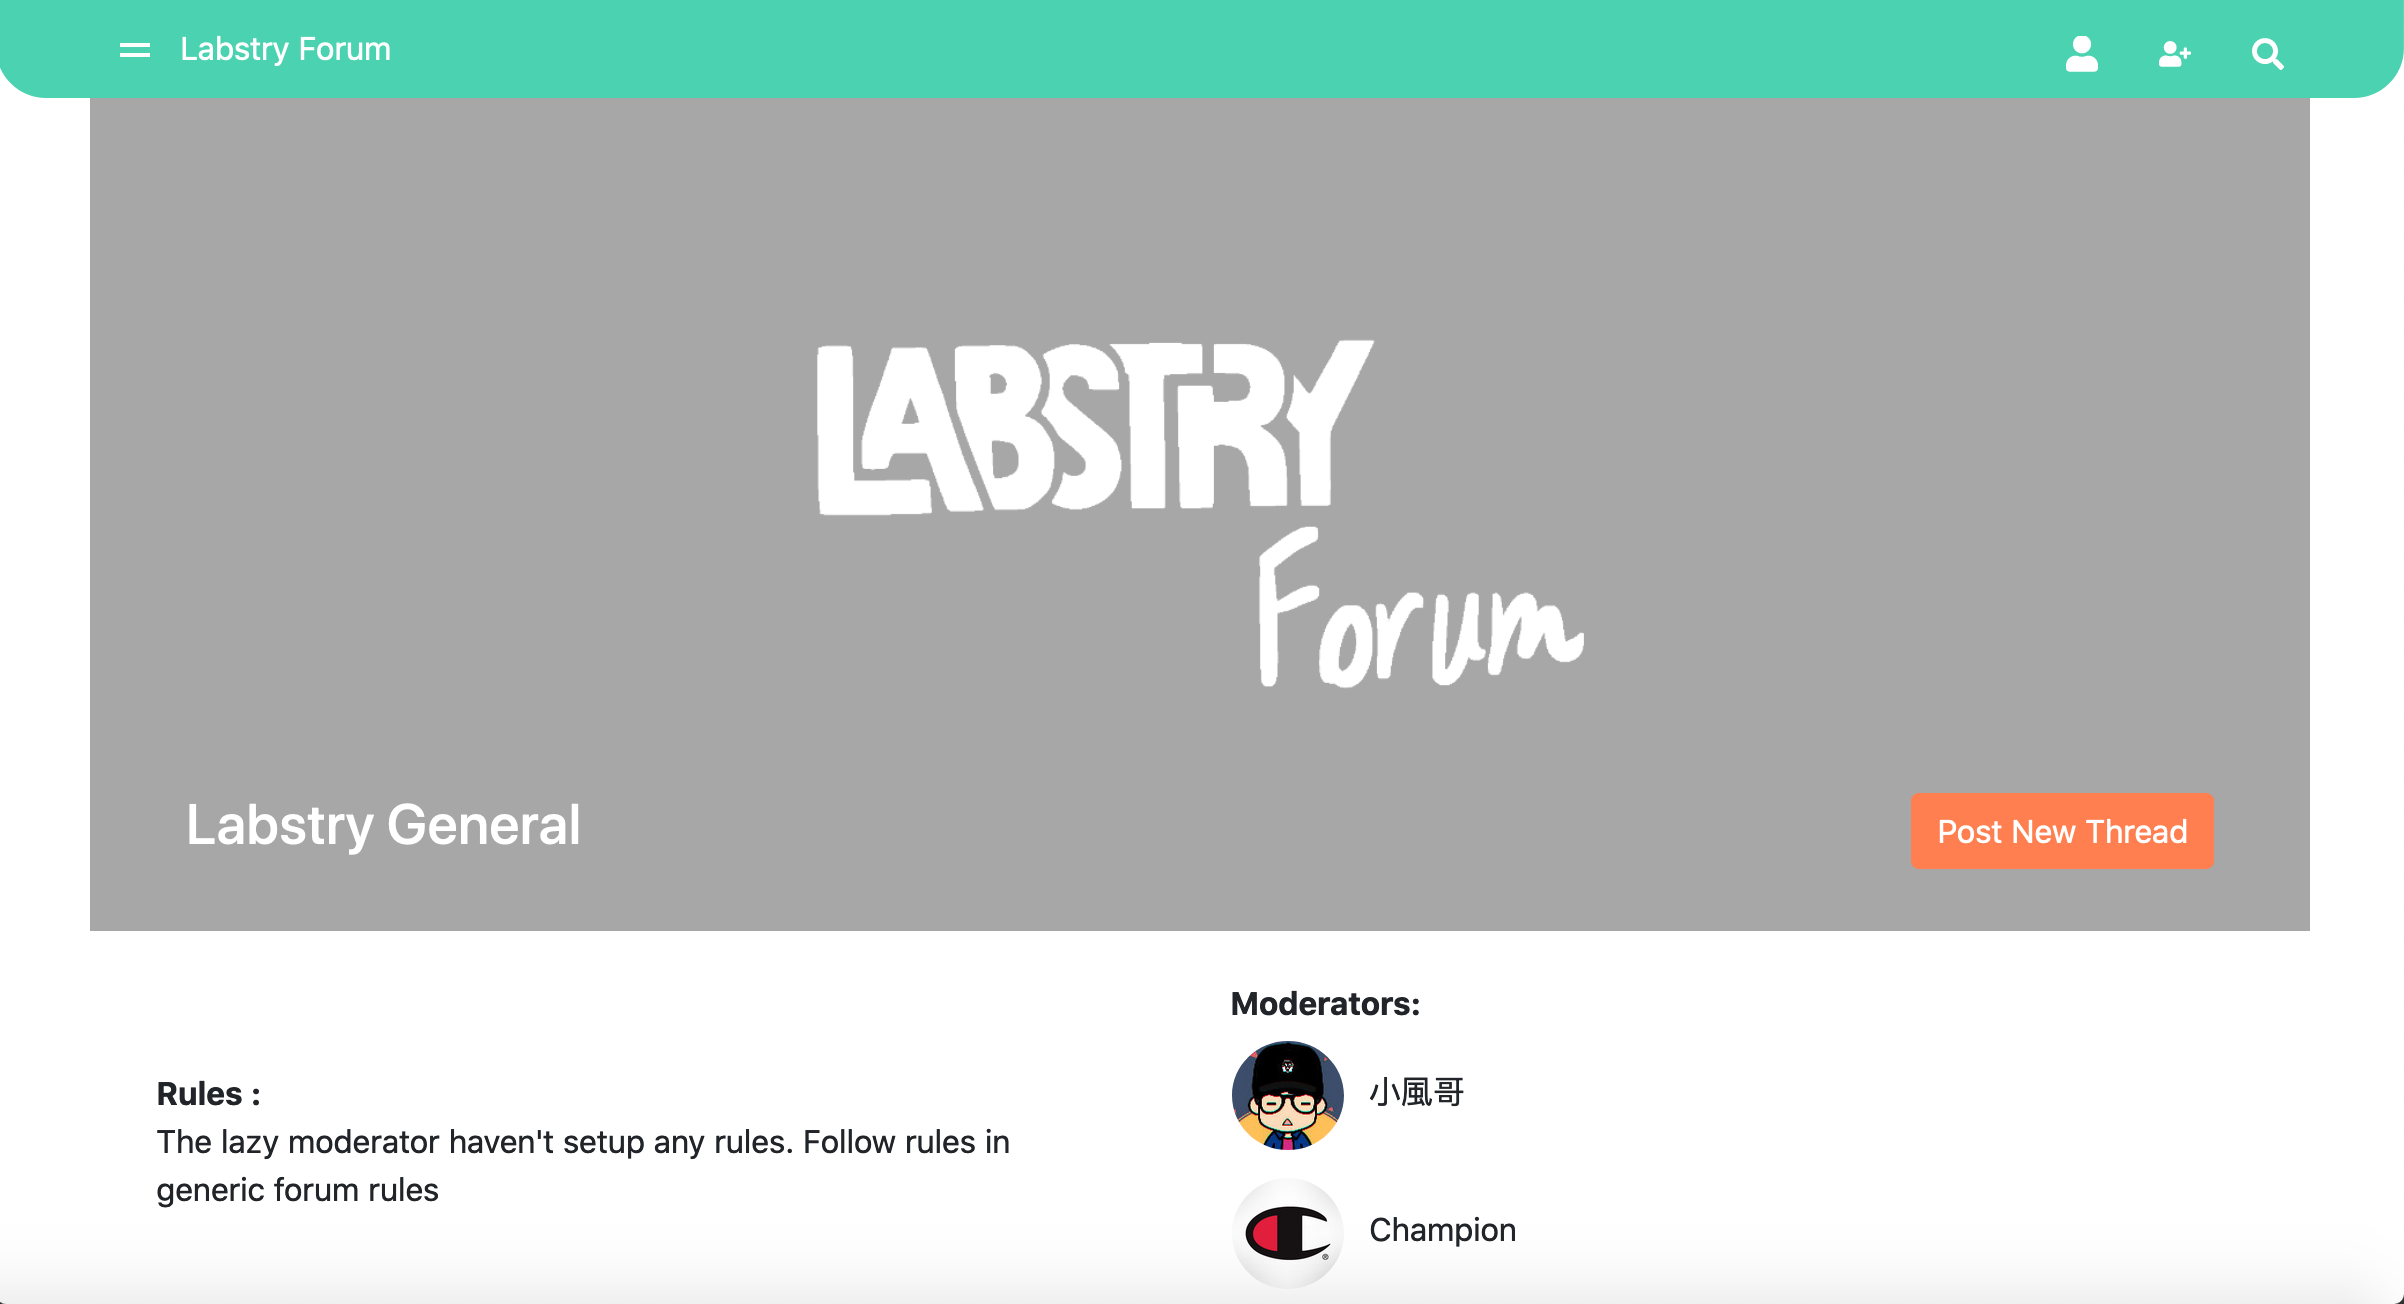 Labstry Forum
LABSTRY
Forum
Labstry General
Post New Thread
Moderators:
小風哥
Rules :
The lazy moderator haven't setup any rules. Follow rules in
generic forum rules
Champion